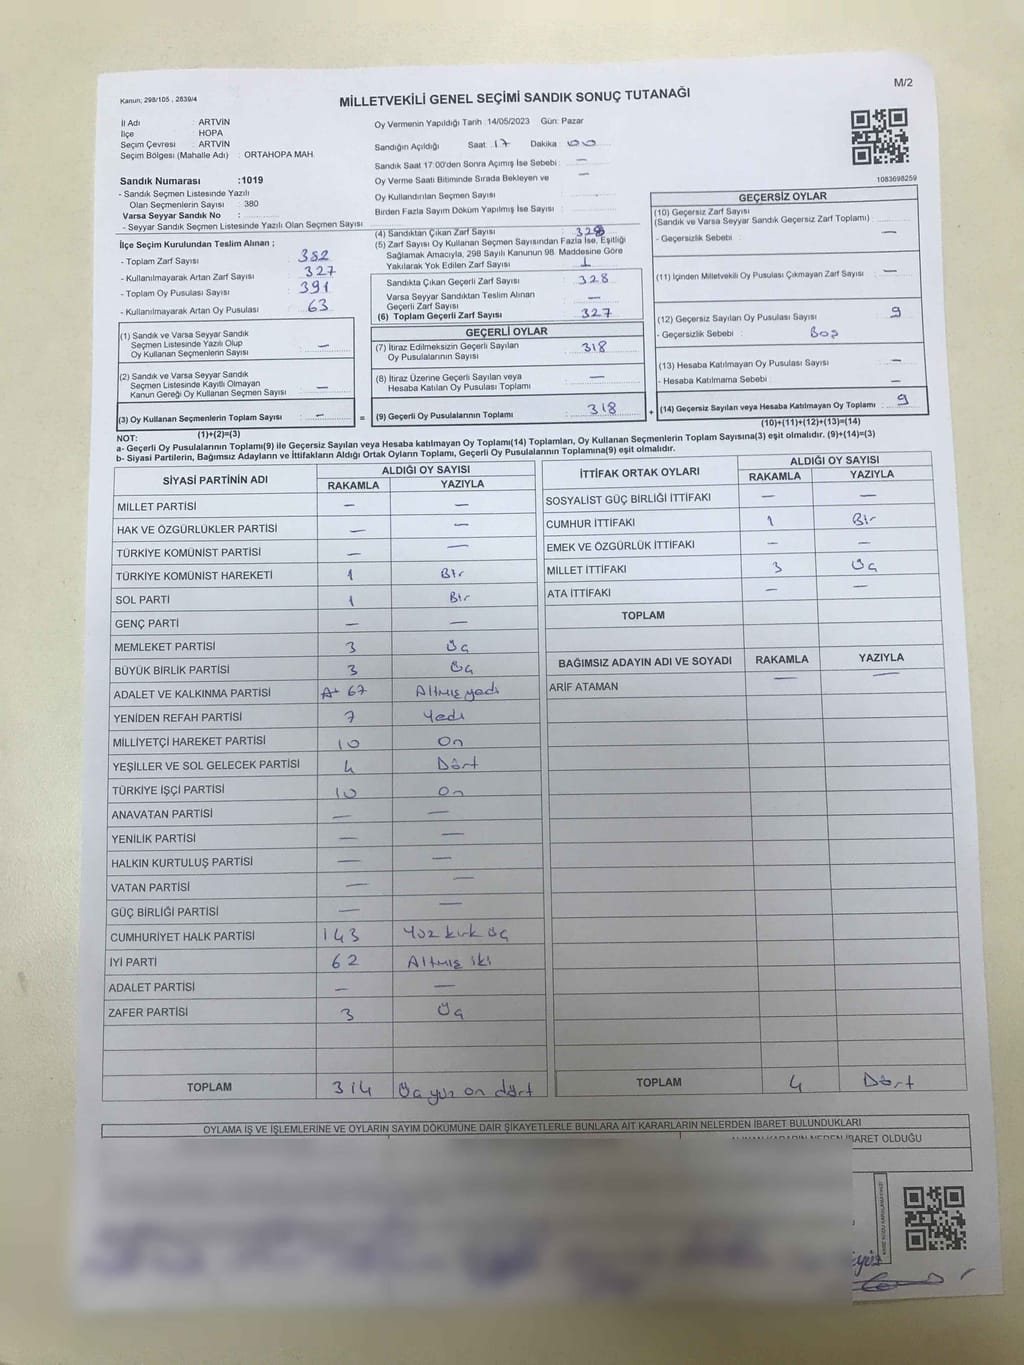 M/2
Kanun; 298/105 , 2839/4
MİLLETVEKİLİ GENEL SEÇİMİ SANDIK SONUÇ TUTANAĞI
İl Adı : ARTVİN
İlçe : HOPA
Seçim Çevresi : ARTVİN
Seçim Bölgesi (Mahalle Adı) : ORTAHOPA MAH.
Sandık Numarası :1019
- Sandık Seçmen Listesinde Yazılı
Olan Seçmenlerin Sayısı : 380
Varsa Seyyar Sandık No :
- Seyyar Sandık Seçmen Listesinde Yazılı Olan Seçmen Sayısı
Oy Vermenin Yapıldığı Tarih :14/05/2023 Gün: Pazar
Sandığın Açıldığı Saat :17 Dakika :00
Sandık Saat 17:00'den Sonra Açımış İse Sebebi : —
Oy Verme Saati Bitiminde Sırada Bekleyen ve —
Oy Kullandırılan Seçmen Sayısı
Birden Fazla Sayım Döküm Yapılmış İse Sayısı :
1083698259
İlçe Seçim Kurulundan Teslim Alınan ;
- Toplam Zarf Sayısı : 382
- Kullanılmayarak Artan Zarf Sayısı : 327
- Toplam Oy Pusulası Sayısı : 391
- Kullanılmayarak Artan Oy Pusulası : 63
(4) Sandıktan Çıkan Zarf Sayısı : 328
(5) Zarf Sayısı Oy Kullanan Seçmen Sayısından Fazla İse, Eşitliği
Sağlamak Amacıyla, 298 Sayılı Kanunun 98. Maddesine Göre
Yakılarak Yok Edilen Zarf Sayısı : 1
Sandıkta Çıkan Geçerli Zarf Sayısı : 328
Varsa Seyyar Sandıktan Teslim Alınan
Geçerli Zarf Sayısı : —
(6) Toplam Geçerli Zarf Sayısı : 327
GEÇERSİZ OYLAR
(10) Geçersiz Zarf Sayısı
(Sandık ve Varsa Seyyar Sandık Geçersiz Zarf Toplamı) :
- Geçersizlik Sebebi : —
(11) İçinden Milletvekili Oy Pusulası Çıkmayan Zarf Sayısı : —
(12) Geçersiz Sayılan Oy Pusulası Sayısı : 9
- Geçersizlik Sebebi : Boş
(13) Hesaba Katılmayan Oy Pusulası Sayısı : —
- Hesaba Katılmama Sebebi : —
(14) Geçersiz Sayılan veya Hesaba Katılmayan Oy Toplamı : 9
(10)+(11)+(12)+(13)=(14)
(1) Sandık ve Varsa Seyyar Sandık
Seçmen Listesinde Yazılı Olup
Oy Kullanan Seçmenlerin Sayısı : —
(2) Sandık ve Varsa Seyyar Sandık
Seçmen Listesinde Kayıtlı Olmayan
Kanun Gereği Oy Kullanan Seçmen Sayısı : —
(3) Oy Kullanan Seçmenlerin Toplam Sayısı : — =
(1)+(2)=(3)
GEÇERLİ OYLAR
(7) İtiraz Edilmeksizin Geçerli Sayılan
Oy Pusulalarının Sayısı : 318
(8) İtiraz Üzerine Geçerli Sayılan veya
Hesaba Katılan Oy Pusulası Toplamı : —
(9) Geçerli Oy Pusulalarının Toplamı : 318 +
NOT:
a- Geçerli Oy Pusulalarının Toplamı(9) ile Geçersiz Sayılan veya Hesaba katılmayan Oy Toplamı(14) Toplamları, Oy Kullanan Seçmenlerin Toplam Sayısına(3) eşit olmalıdır. (9)+(14)=(3)
b- Siyasi Partilerin, Bağımsız Adayların ve İttifakların Aldığı Ortak Oyların Toplamı, Geçerli Oy Pusulalarının Toplamına(9) eşit olmalıdır.
SİYASİ PARTİNİN ADI ALDIĞI OY SAYISI
RAKAMLA YAZIYLA
MİLLET PARTİSİ — —
HAK VE ÖZGÜRLÜKLER PARTİSİ — —
TÜRKİYE KOMÜNİST PARTİSİ — —
TÜRKİYE KOMÜNİST HAREKETİ 1 Bir
SOL PARTİ 1 Bir
GENÇ PARTİ — —
MEMLEKET PARTİSİ 3 Üç
BÜYÜK BİRLİK PARTİSİ 3 Üç
ADALET VE KALKINMA PARTİSİ 67 Altmış yedi
YENİDEN REFAH PARTİSİ 7 Yedi
MİLLİYETÇİ HAREKET PARTİSİ 10 On
YEŞİLLER VE SOL GELECEK PARTİSİ 4 Dört
TÜRKİYE İŞÇİ PARTİSİ 10 On
ANAVATAN PARTİSİ — —
YENİLİK PARTİSİ — —
HALKIN KURTULUŞ PARTİSİ — —
VATAN PARTİSİ — —
GÜÇ BİRLİĞİ PARTİSİ — —
CUMHURİYET HALK PARTİSİ 143 Yüz kırk üç
İYİ PARTİ 62 Altmış iki
ADALET PARTİSİ — —
ZAFER PARTİSİ 3 Üç
TOPLAM 314 Üç yüz on dört
İTTİFAK ORTAK OYLARI ALDIĞI OY SAYISI
RAKAMLA YAZIYLA
SOSYALİST GÜÇ BİRLİĞİ İTTİFAKI — —
CUMHUR İTTİFAKI 1 Bir
EMEK VE ÖZGÜRLÜK İTTİFAKI — —
MİLLET İTTİFAKI 3 Üç
ATA İTTİFAKI — —
TOPLAM
BAĞIMSIZ ADAYIN ADI VE SOYADI RAKAMLA YAZIYLA
ARİF ATAMAN — —
TOPLAM 4 Dört
OYLAMA İŞ VE İŞLEMLERİNE VE OYLARIN SAYIM DÖKÜMÜNE DAİR ŞİKAYETLERLE BUNLARA AİT KARARLARIN NELERDEN İBARET BULUNDUKLARI
İBARET OLDUĞU